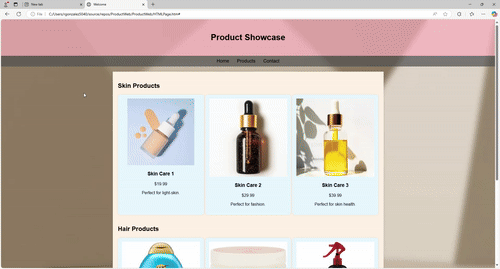 New tab
Welcome
File
C:/Users/rgonzalez9340/source/repos/ProductWeb/ProductWeb/HTMLPage.html#
Product Showcase
Home Products Contact
Skin Products
Skin Care 1
$19.99
Perfect for light skin
Skin Care 2
$29.99
Perfect for fashion
Skin Care 3
$39.99
Perfect for skin health
Hair Products